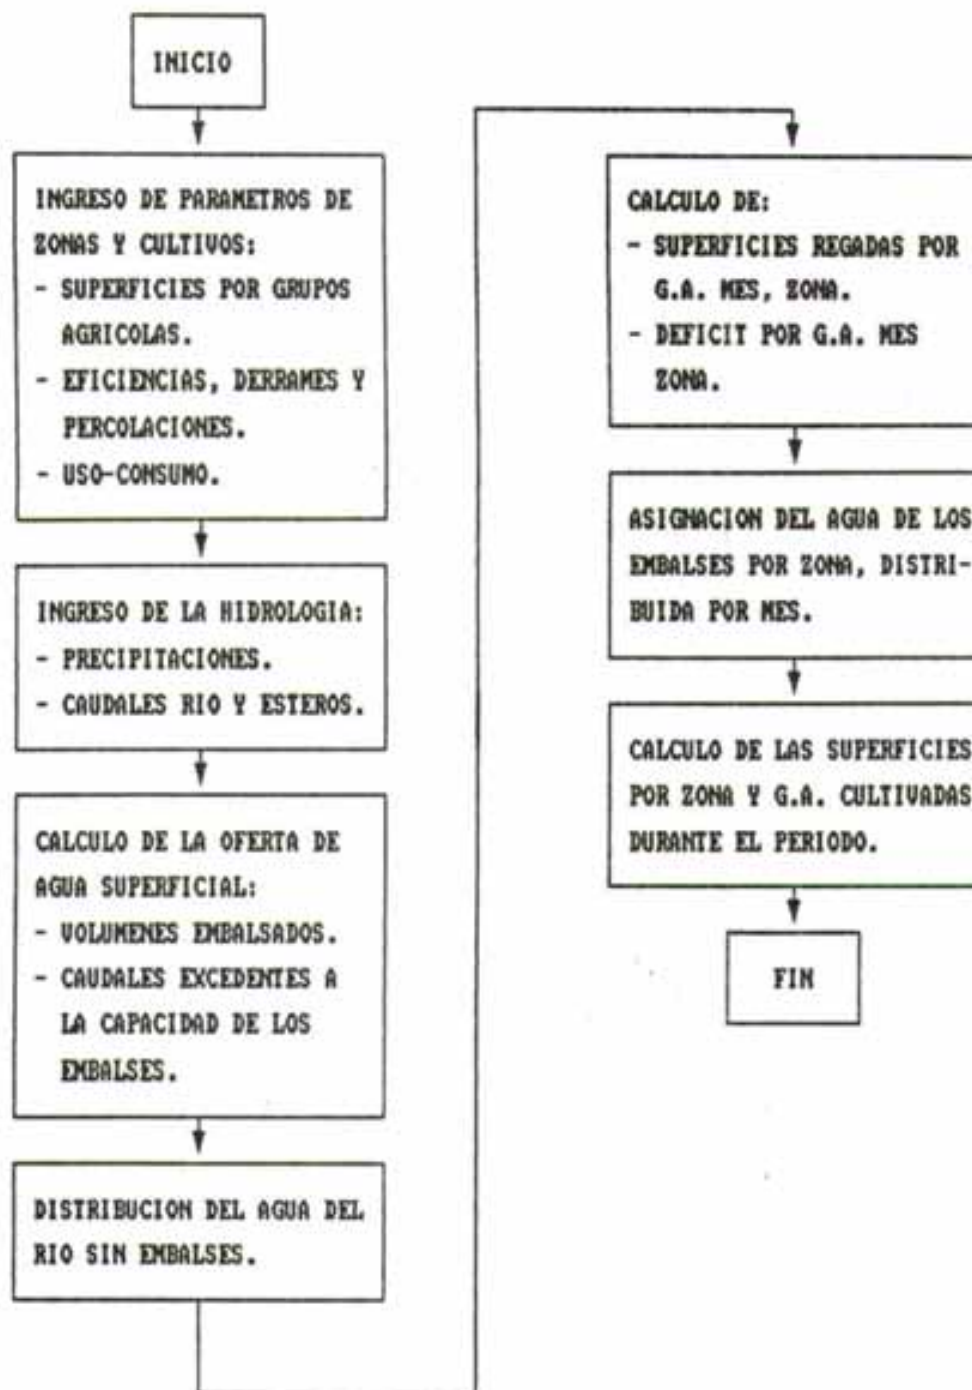 INICIO
INGRESO DE PARAMETROS DE
ZONAS Y CULTIVOS:
- SUPERFICIES POR GRUPOS
AGRICOLAS.
- EFICIENCIAS, DERRAMES Y
PERCOLACIONES.
- USO-CONSUMO.
INGRESO DE LA HIDROLOGIA:
- PRECIPITACIONES.
- CAUDALES RIO Y ESTEROS.
CALCULO DE LA OFERTA DE
AGUA SUPERFICIAL:
- VOLUMENES EMBALSADOS.
- CAUDALES EXCEDENTES A
LA CAPACIDAD DE LOS
EMBALSES.
DISTRIBUCION DEL AGUA DEL
RIO SIN EMBALSES.
CALCULO DE:
- SUPERFICIES REGADAS POR
G.A. MES, ZONA.
- DEFICIT POR G.A. MES
ZONA.
ASIGNACION DEL AGUA DE LOS
EMBALSES POR ZONA, DISTRI-
BUIDA POR MES.
CALCULO DE LAS SUPERFICIES
POR ZONA Y G.A. CULTIVADAS
DURANTE EL PERIODO.
FIN